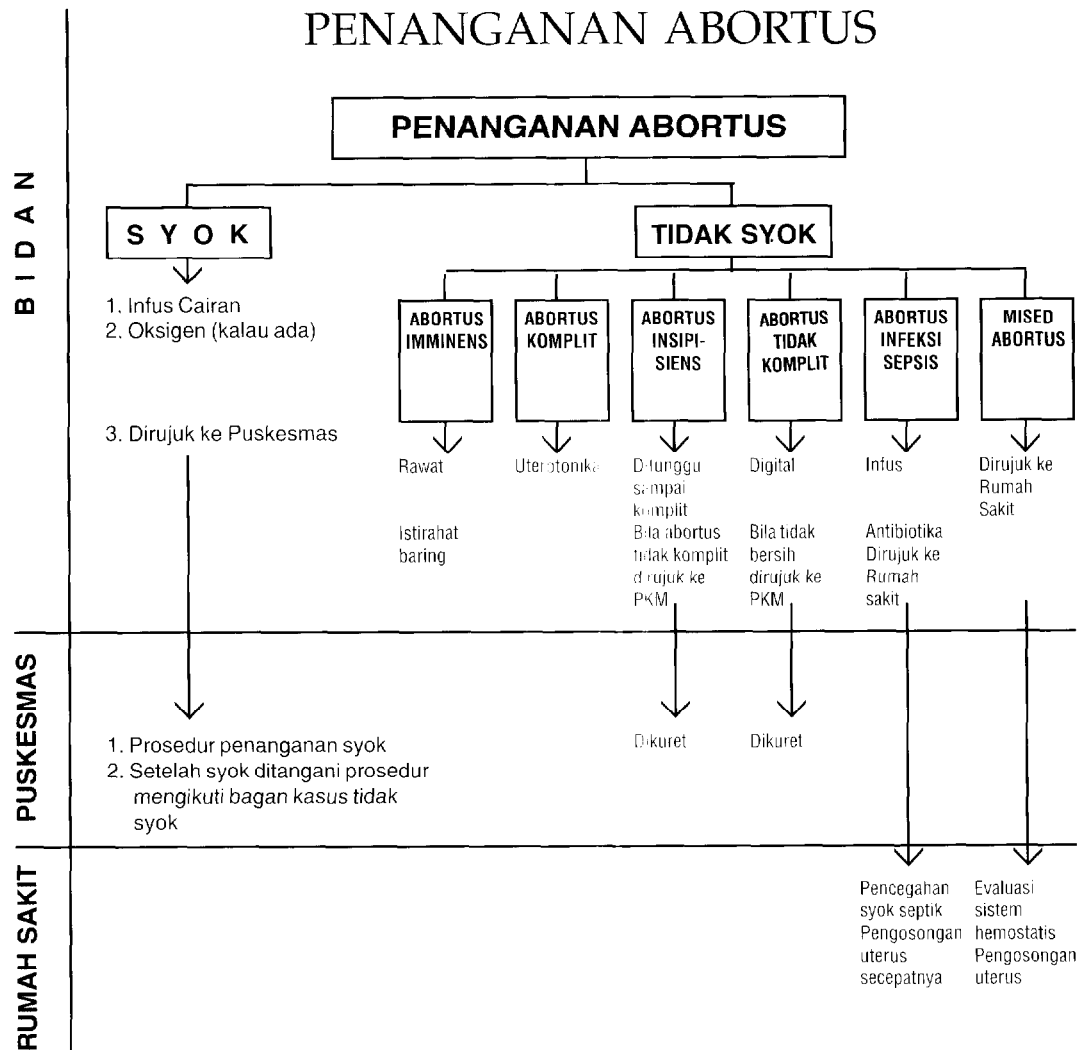 PENANGANAN ABORTUS
PENANGANAN ABORTUS
BIDAN
SYOK
1. Infus Cairan
2. Oksigen (kalau ada)
3. Dirujuk ke Puskesmas
TIDAK SYOK
ABORTUS
IMMINENS
Rawat
Istirahat
baring
ABORTUS
KOMPLIT
Uterotonika
ABORTUS
INSIPI-
SIENS
Ditunggu
sampai
komplit
Bila abortus
tidak komplit
dirujuk ke
PKM
ABORTUS
TIDAK
KOMPLIT
Digital
Bila tidak
bersih
dirujuk ke
PKM
ABORTUS
INFEKSI
SEPSIS
Infus
Antibiotika
Dirujuk ke
Rumah
sakit
MISED
ABORTUS
Dirujuk ke
Rumah
Sakit
PUSKESMAS
1. Prosedur penanganan syok
2. Setelah syok ditangani prosedur
mengikuti bagan kasus tidak
syok
Dikuret
Dikuret
RUMAH SAKIT
Pencegahan
syok septik
Pengosongan
uterus
secepatnya
Evaluasi
sistem
hemostatis
Pengosongan
uterus